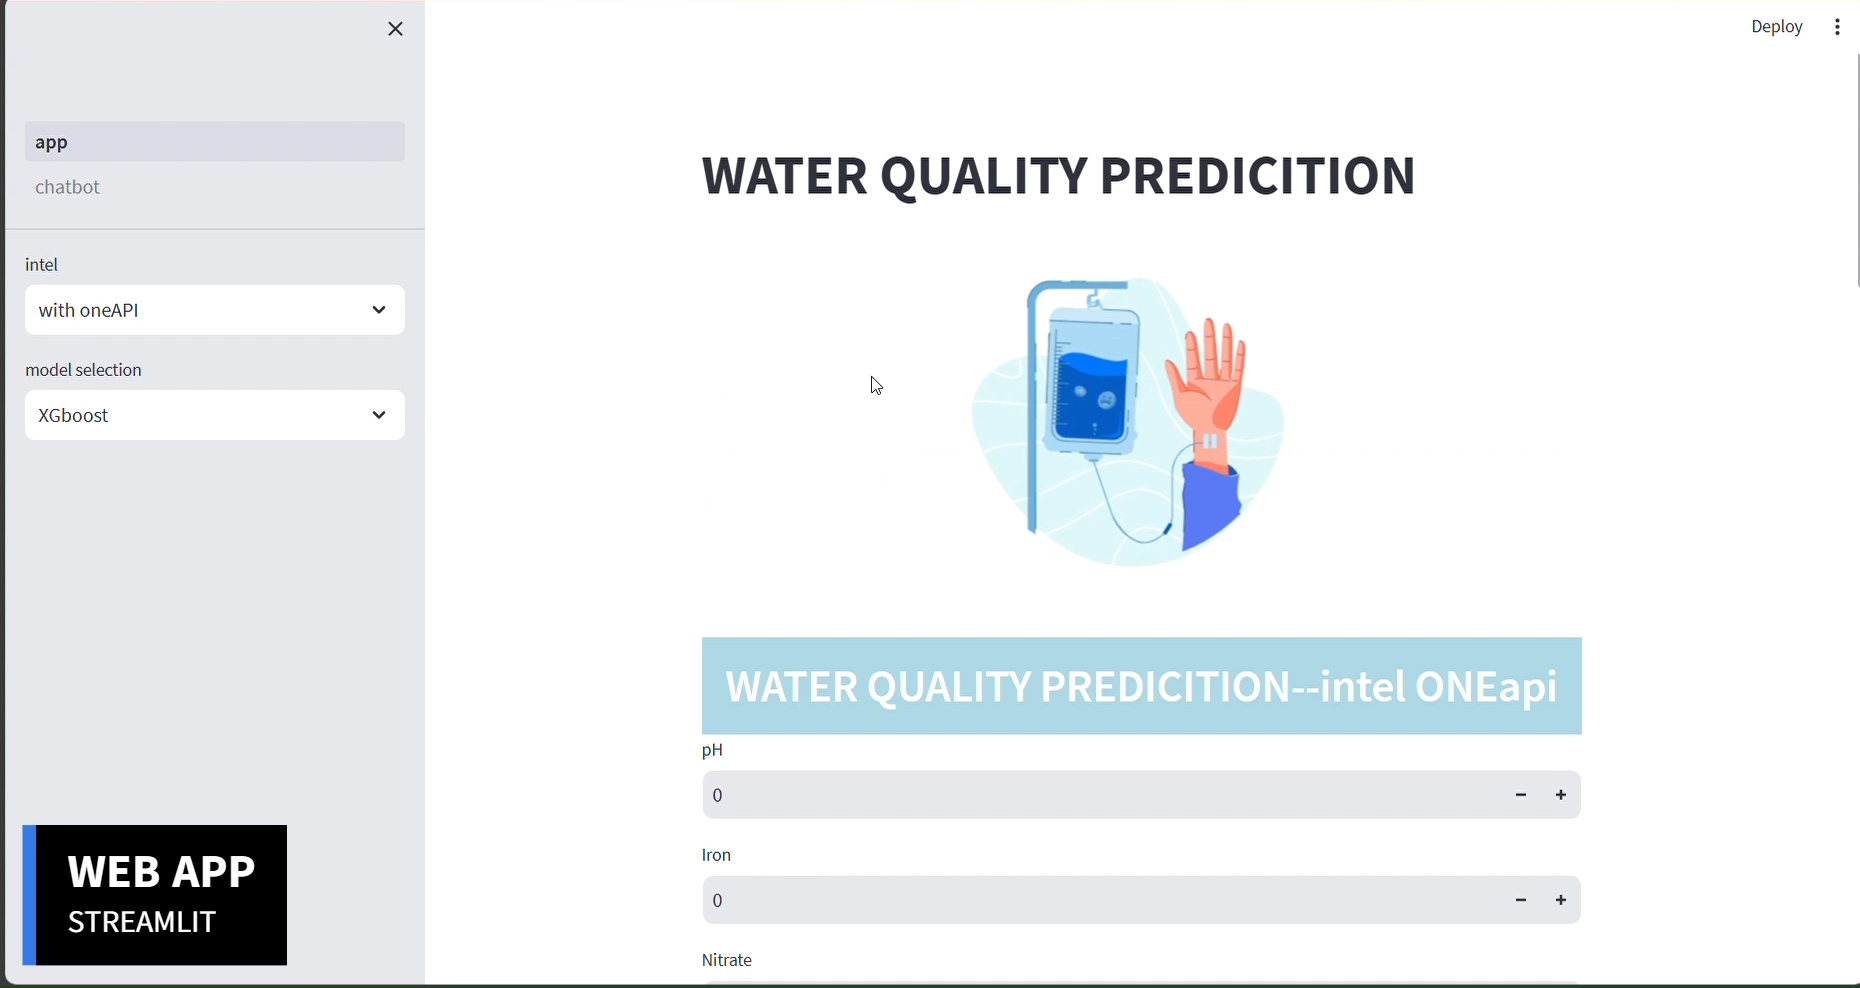 Deploy
app
chatbot
intel
with oneAPI
model selection
XGboost
WATER QUALITY PREDICITION
WATER QUALITY PREDICITION--intel ONEapi
pH
0
Iron
0
Nitrate
WEB APP
STREAMLIT